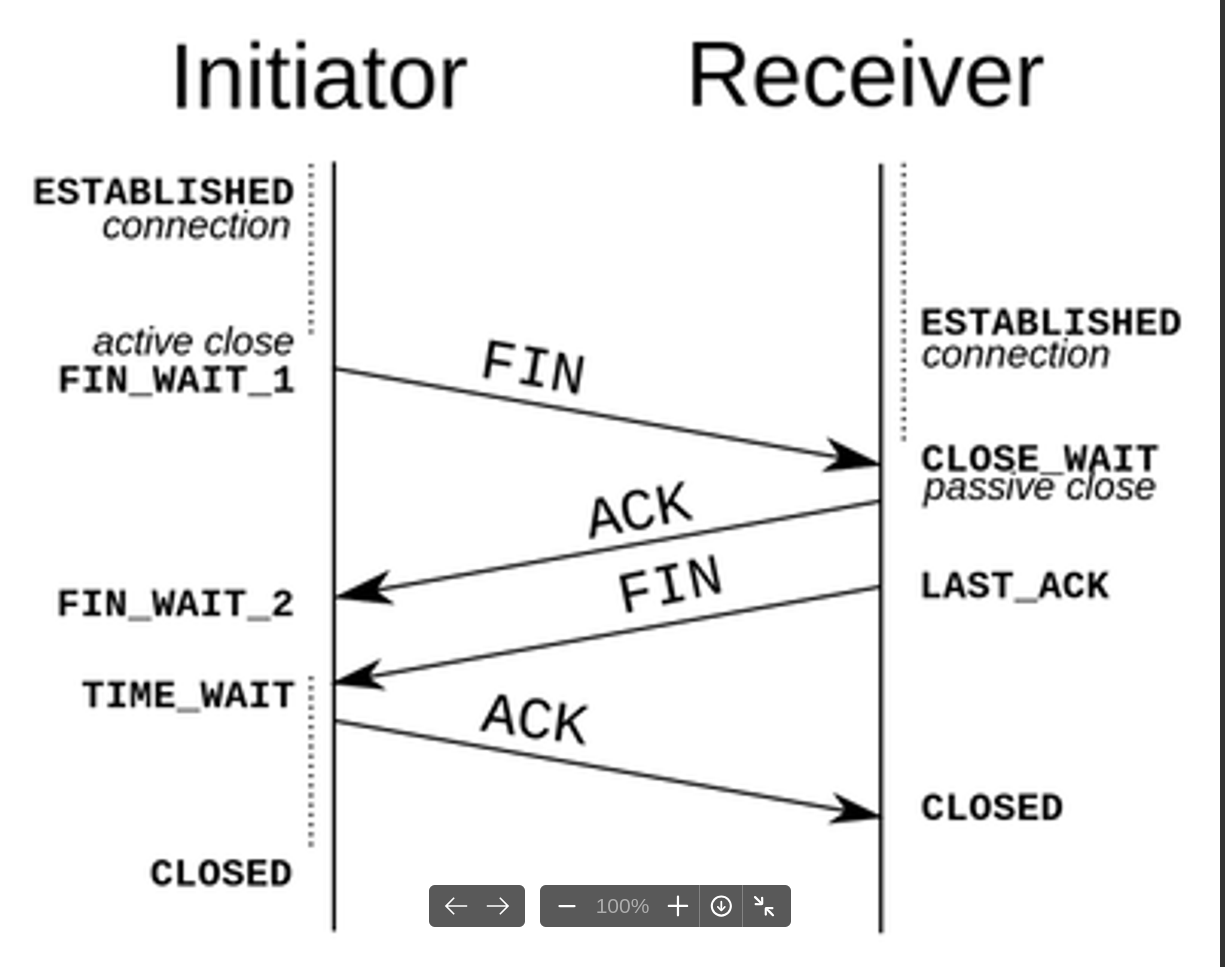 Initiator
Receiver
ESTABLISHED
connection
ESTABLISHED
connection
active close
FIN_WAIT_1
FIN
CLOSE_WAIT
passive close
ACK
FIN
LAST_ACK
FIN_WAIT_2
TIME_WAIT
ACK
CLOSED
CLOSED
100%